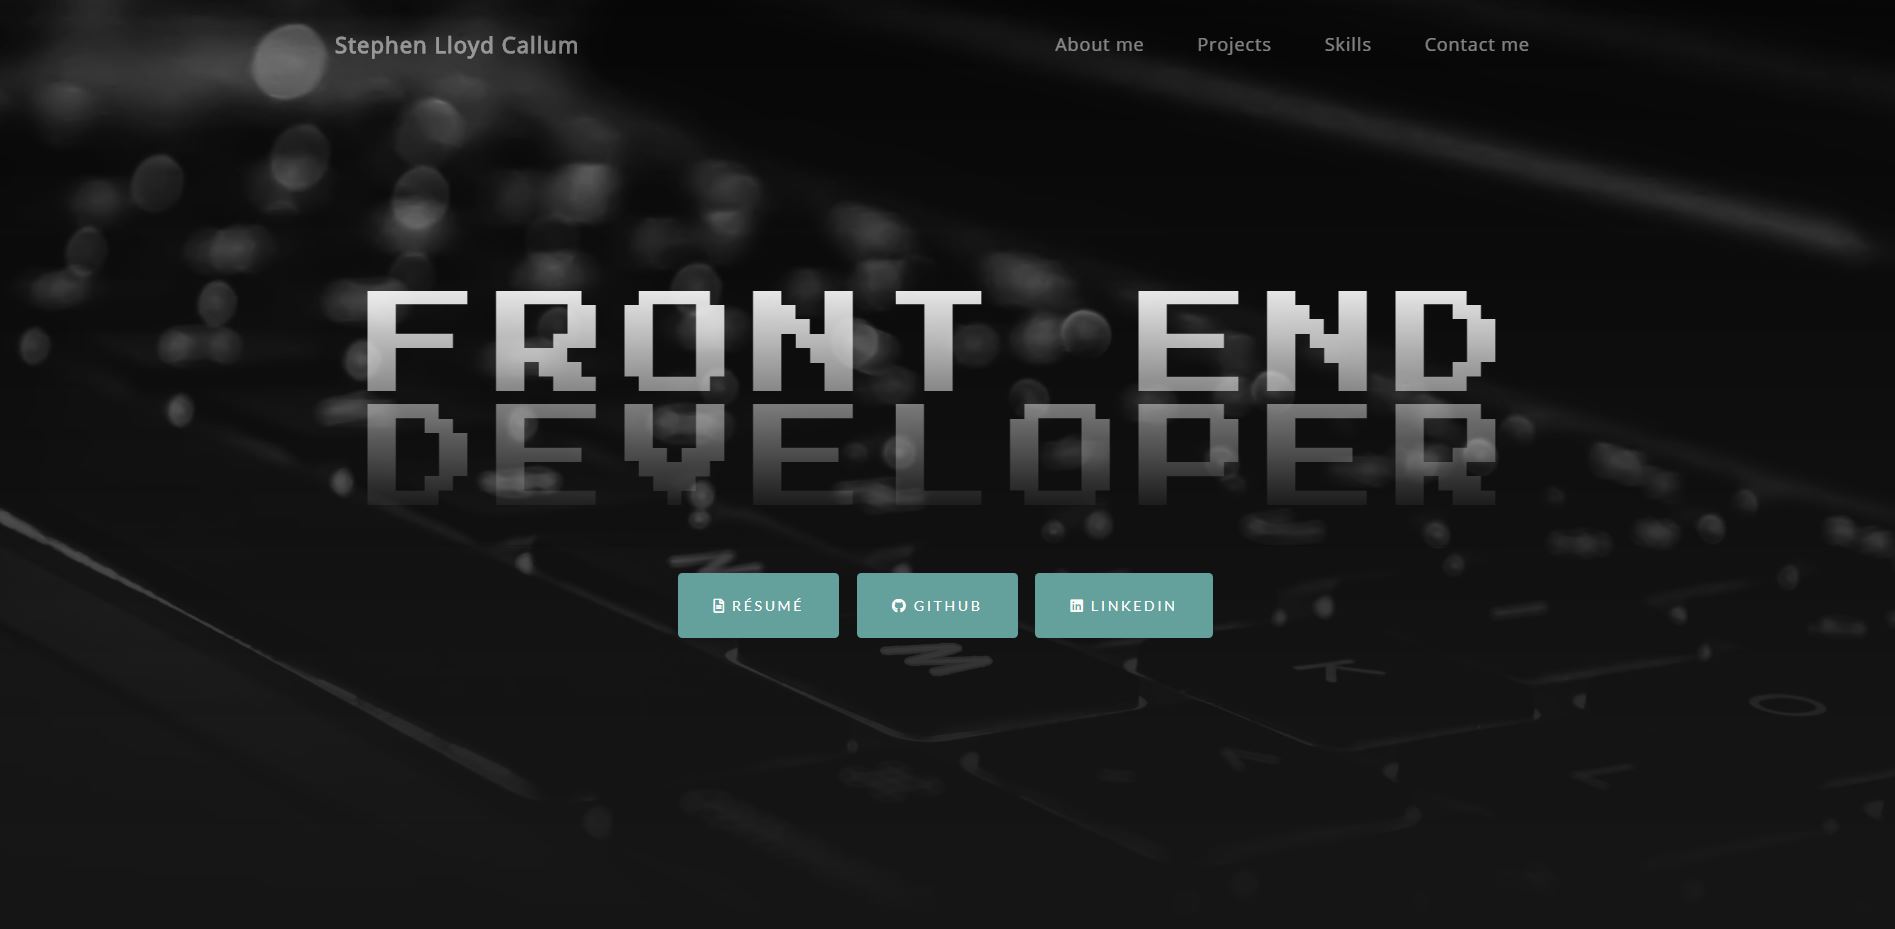 Stephen Lloyd Callum
About me
Projects
Skills
Contact me
FRONT END
DEVELOPER
RÉSUMÉ
GITHUB
LINKEDIN